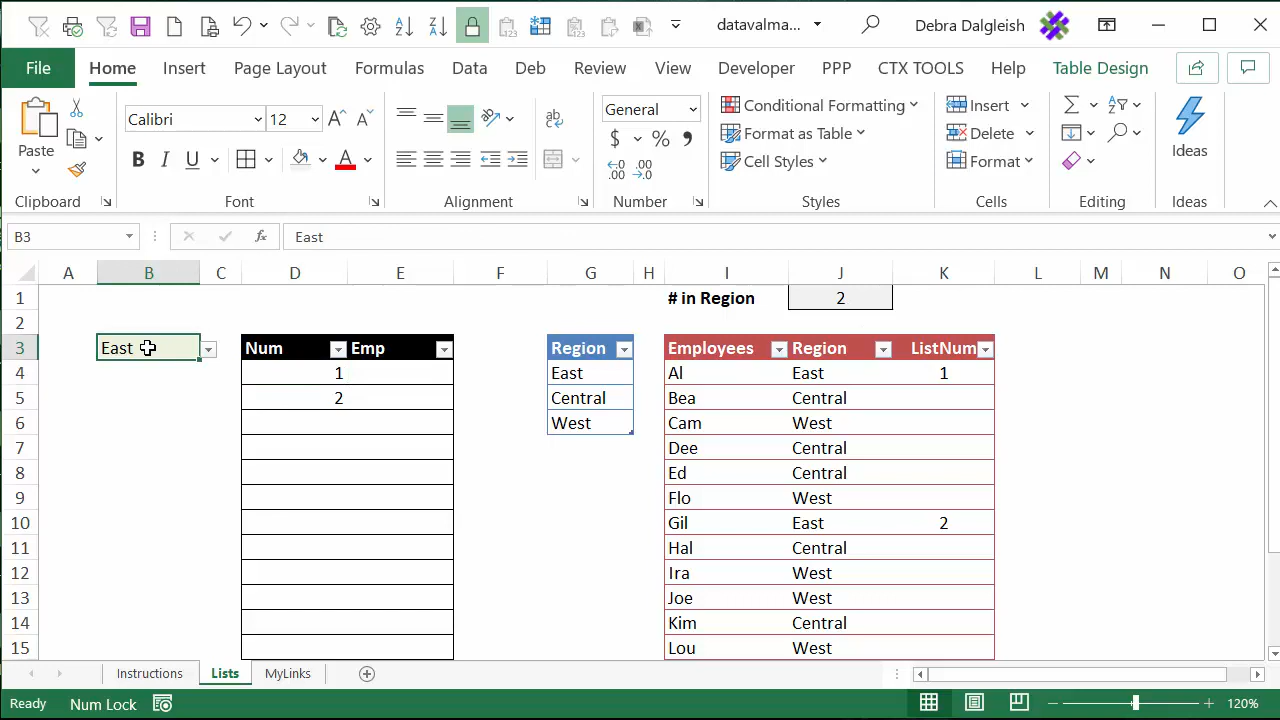 datavalma... Debra Dalgleish
File Home Insert Page Layout Formulas Data Deb Review View Developer PPP CTX TOOLS Help Table Design
Paste
Calibri 12
B I U A
General
$ % ,
Conditional Formatting
Format as Table
Cell Styles
Insert
Delete
Format
Ideas
Clipboard Font Alignment Number Styles Cells Editing Ideas
B3 fx East
A B C D E F G H I J K L M N O
1 # in Region 2
2
3 East Num Emp Region Employees Region ListNum
4 1 East Al East 1
5 2 Central Bea Central
6 West Cam West
7 Dee Central
8 Ed Central
9 Flo West
10 Gil East 2
11 Hal Central
12 Ira West
13 Joe West
14 Kim Central
15 Lou West
Instructions Lists MyLinks
Ready Num Lock 120%